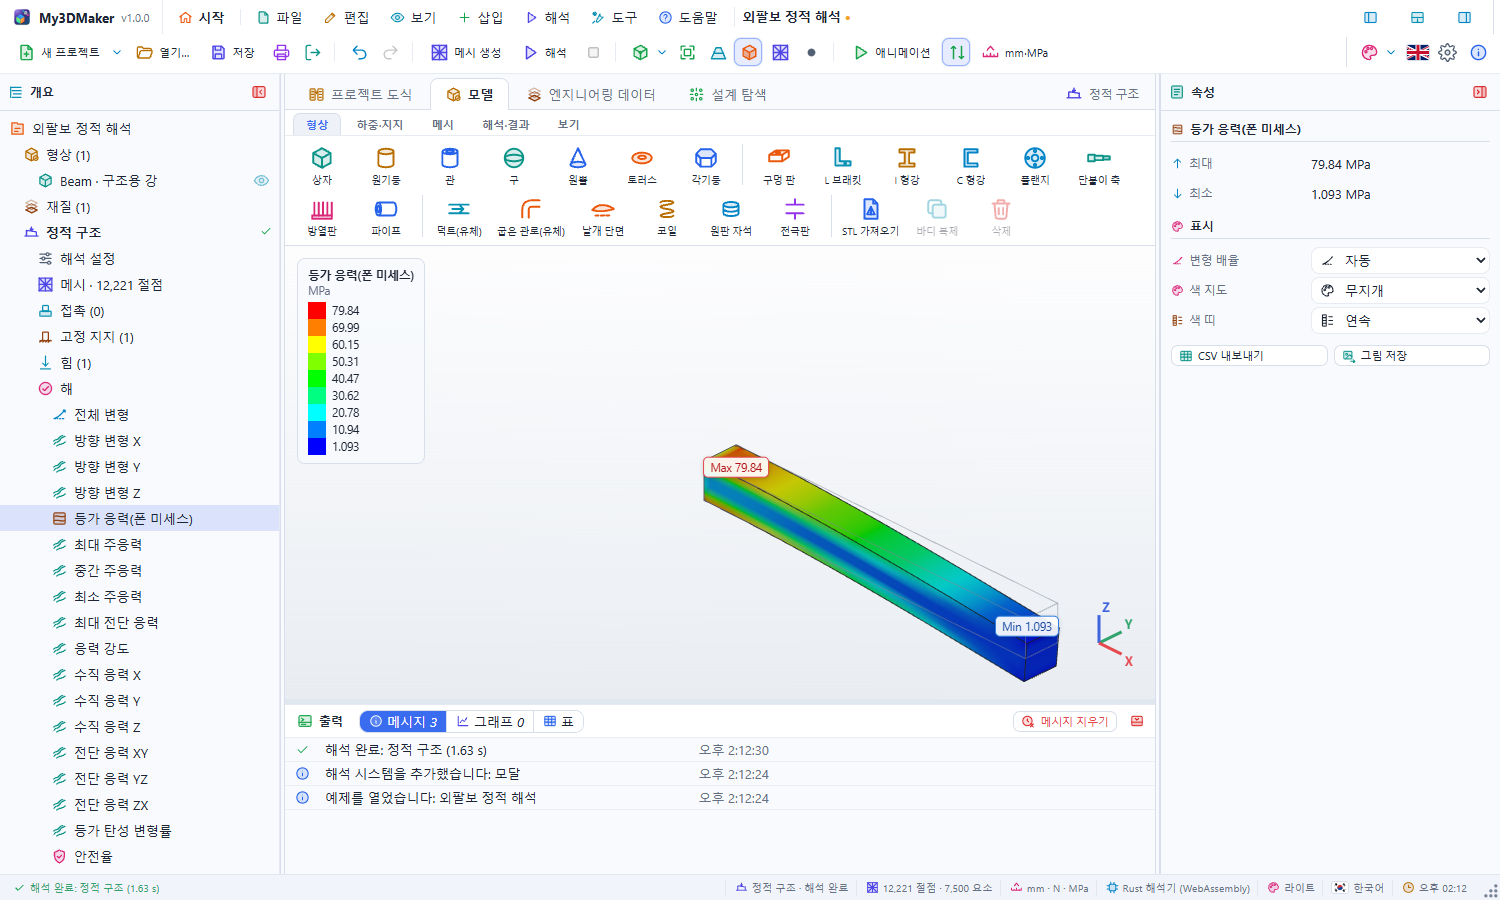 My3DMaker v1.0.0 시작 파일 편집 보기 삽입 해석 도구 도움말 외팔보 정적 해석
새 프로젝트 열기... 저장 메시 생성 해석 애니메이션 mm·MPa
개요
외팔보 정적 해석
형상 (1)
Beam · 구조용 강
재질 (1)
정적 구조
해석 설정
메시 · 12,221 절점
접촉 (0)
고정 지지 (1)
힘 (1)
해
전체 변형
방향 변형 X
방향 변형 Y
방향 변형 Z
등가 응력(폰 미세스)
최대 주응력
중간 주응력
최소 주응력
최대 전단 응력
응력 강도
수직 응력 X
수직 응력 Y
수직 응력 Z
전단 응력 XY
전단 응력 YZ
전단 응력 ZX
등가 탄성 변형률
안전율
프로젝트 도식 모델 엔지니어링 데이터 설계 탐색 정적 구조
형상 하중·지지 메시 해석·결과 보기
상자 원기둥 관 구 원뿔 토러스 각기둥 구멍 판 L 브래킷 I 형강 C 형강 플랜지 단붙이 축
방열판 파이프 덕트(유체) 굽은 관로(유체) 날개 단면 코일 원판 자석 전극판 STL 가져오기 바디 복제 삭제
등가 응력(폰 미세스)
MPa
79.84
69.99
60.15
50.31
40.47
30.62
20.78
10.94
1.093
Max 79.84
Min 1.093
Z
Y
X
출력 메시지 3 그래프 0 표 메시지 지우기
해석 완료: 정적 구조 (1.63 s) 오후 2:12:30
해석 시스템을 추가했습니다: 모달 오후 2:12:24
예제를 열었습니다: 외팔보 정적 해석 오후 2:12:24
속성
등가 응력(폰 미세스)
최대 79.84 MPa
최소 1.093 MPa
표시
변형 배율 자동
색 지도 무지개
색 띠 연속
CSV 내보내기 그림 저장
해석 완료: 정적 구조 (1.63 s) 정적 구조 · 해석 완료 12,221 절점 · 7,500 요소 mm · N · MPa Rust 해석기 (WebAssembly) 라이트 한국어 오후 02:12